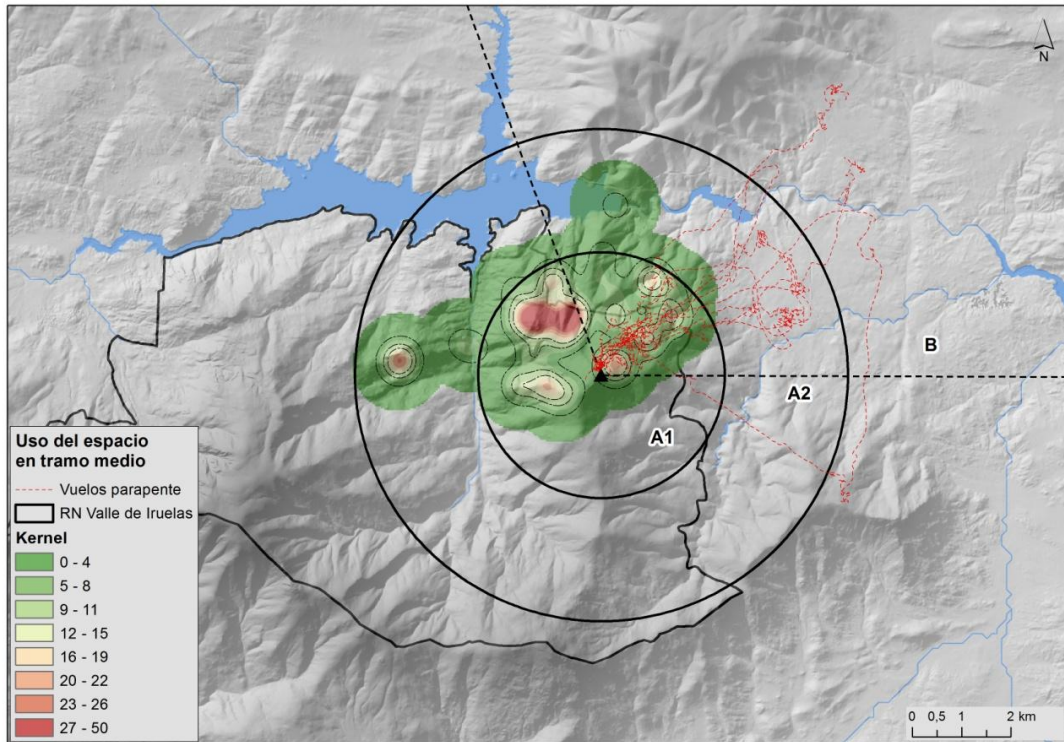 N
B
A2
A1
Uso del espacio
en tramo medio
Vuelos parapente
RN Valle de Iruelas
Kernel
0 - 4
5 - 8
9 - 11
12 - 15
16 - 19
20 - 22
23 - 26
27 - 50
0 0,5 1 2 km